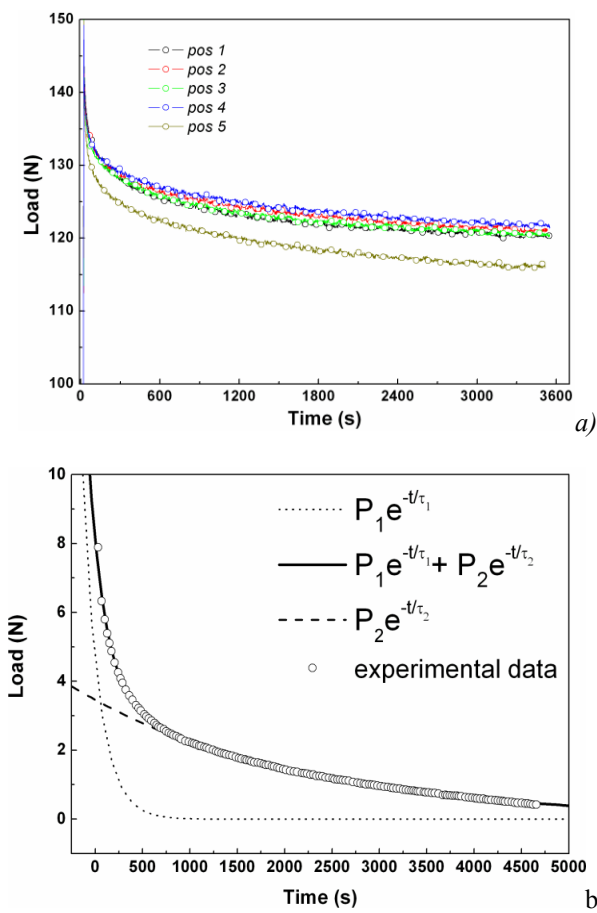 150
140
130
120
110
100
Load (N)
pos 1
pos 2
pos 3
pos 4
pos 5
0 600 1200 1800 2400 3000 3600
Time (s)
a)
10
8
6
4
2
0
Load (N)
P₁e^-t/τ₁
P₁e^-t/τ₁ + P₂e^-t/τ₂
P₂e^-t/τ₂
experimental data
0 500 1000 1500 2000 2500 3000 3500 4000 4500 5000
Time (s)
b